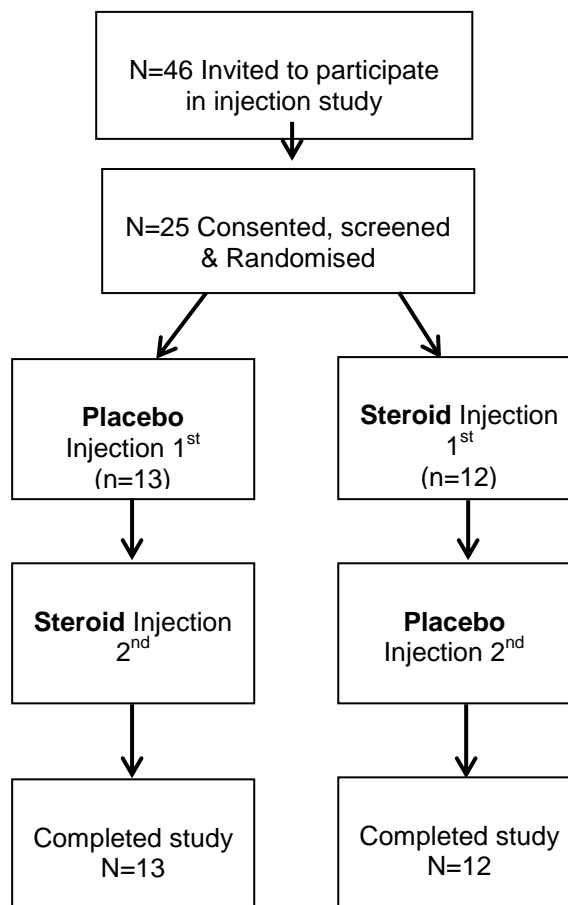 N=46 Invited to participate
in injection study
N=25 Consented, screened
& Randomised
Placebo
Injection 1st
(n=13)
Steroid Injection
1st
(n=12)
Steroid Injection
2nd
Placebo
Injection 2nd
Completed study
N=13
Completed study
N=12